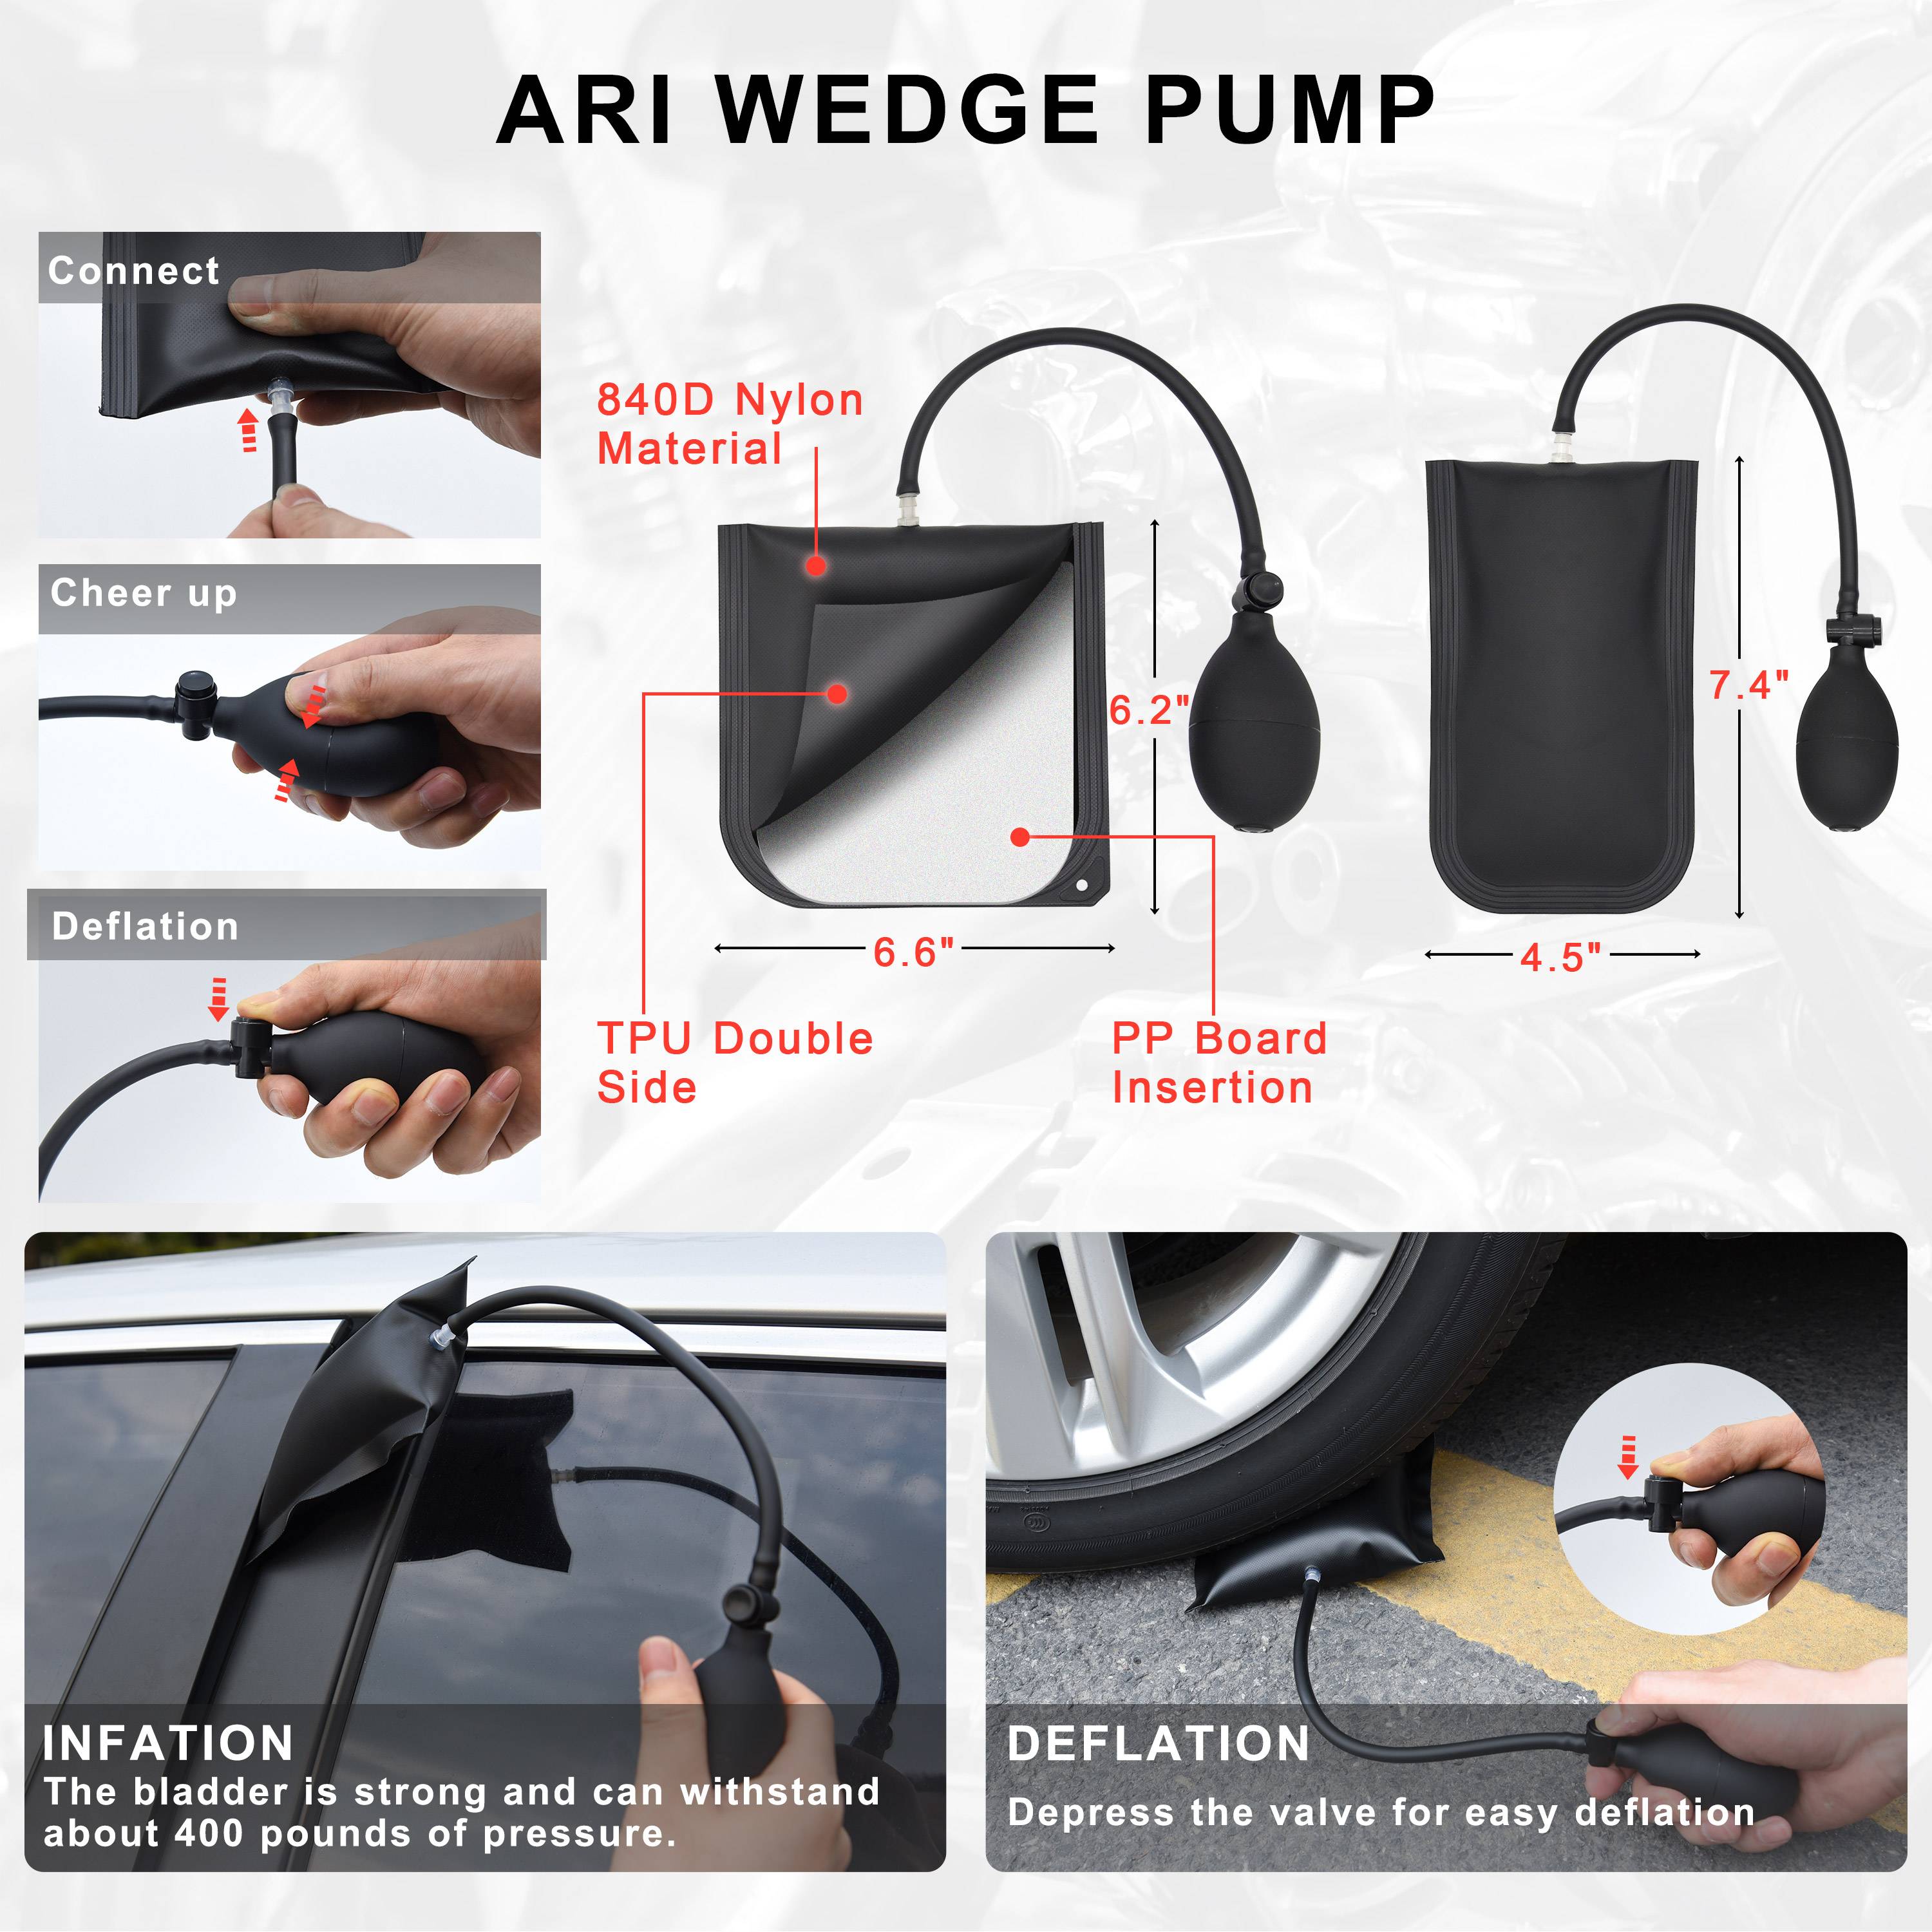 ARI WEDGE PUMP
Connect
Cheer up
Deflation
840D Nylon
Material
6.2"
6.6"
7.4"
4.5"
TPU Double
Side
PP Board
Insertion
INFATION
The bladder is strong and can withstand
about 400 pounds of pressure.
DEFLATION
Depress the valve for easy deflation